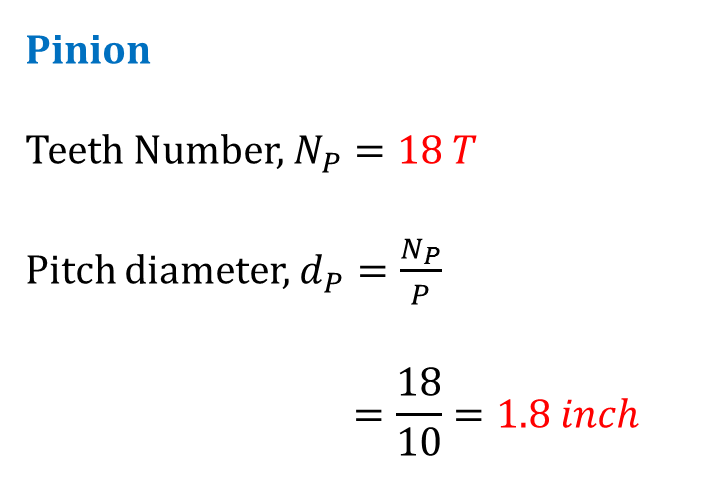 Pinion
Teeth Number, N_P = 18 T
Pitch diameter, d_P = N_P / P
= 18 / 10 = 1.8 inch